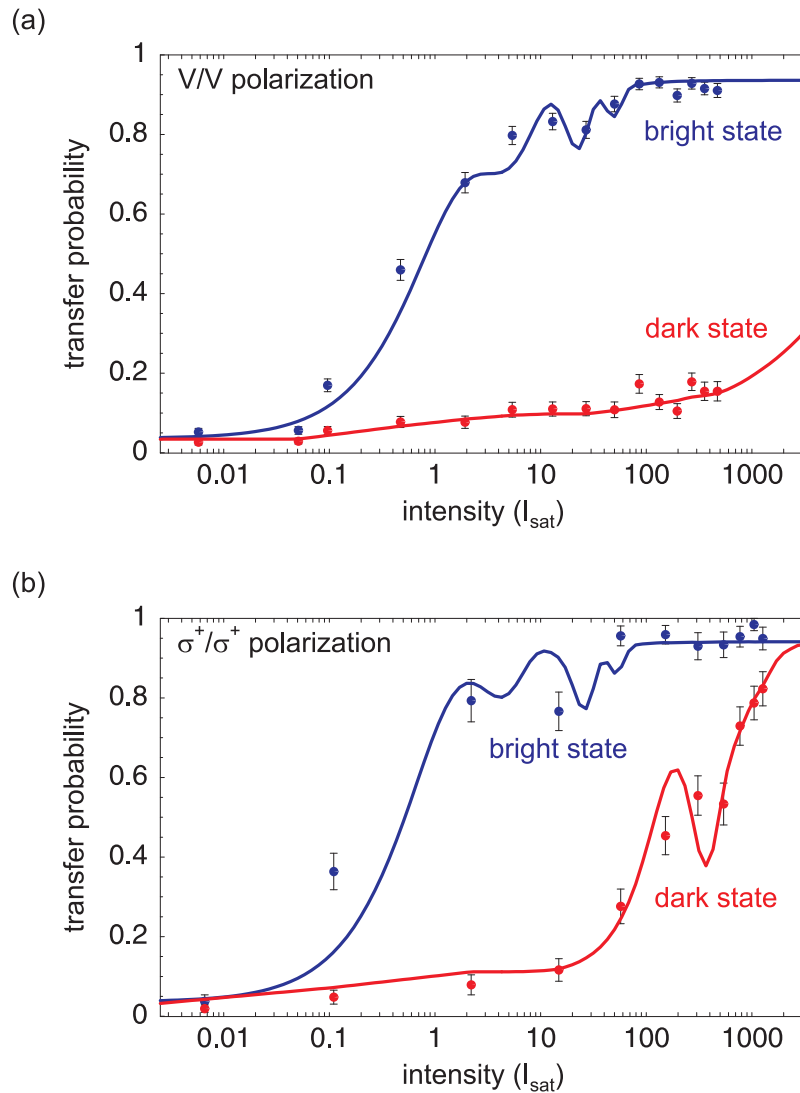 (a)
V/V polarization
bright state
dark state
transfer probability
1
0.8
0.6
0.4
0.2
0
0.01
0.1
1
10
100
1000
intensity (I_sat)
(b)
σ⁺/σ⁺ polarization
bright state
dark state
transfer probability
1
0.8
0.6
0.4
0.2
0
0.01
0.1
1
10
100
1000
intensity (I_sat)